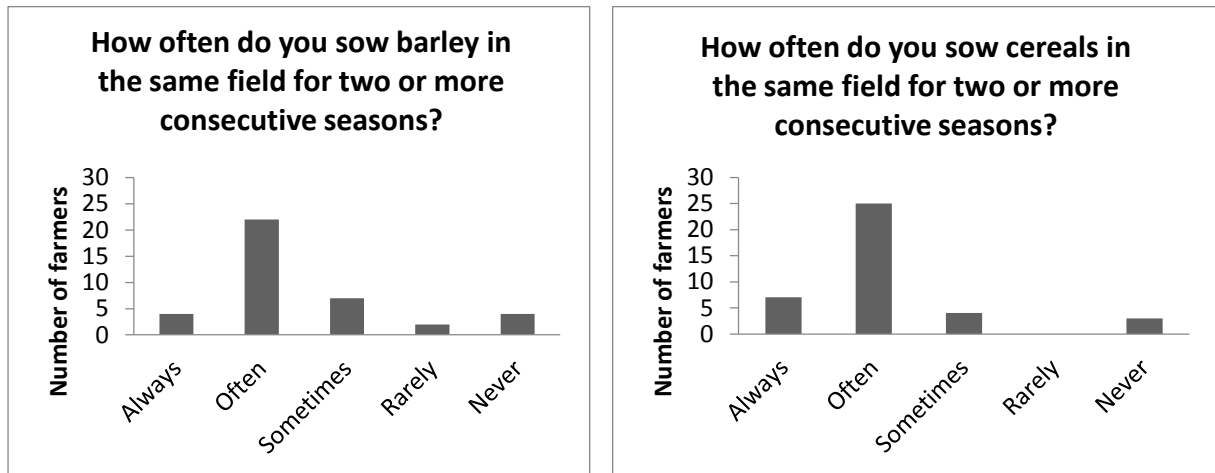 How often do you sow barley in
the same field for two or more
consecutive seasons?
Number of farmers
30
25
20
15
10
5
0
Always
Often
Sometimes
Rarely
Never
How often do you sow cereals in
the same field for two or more
consecutive seasons?
Number of farmers
30
25
20
15
10
5
0
Always
Often
Sometimes
Rarely
Never